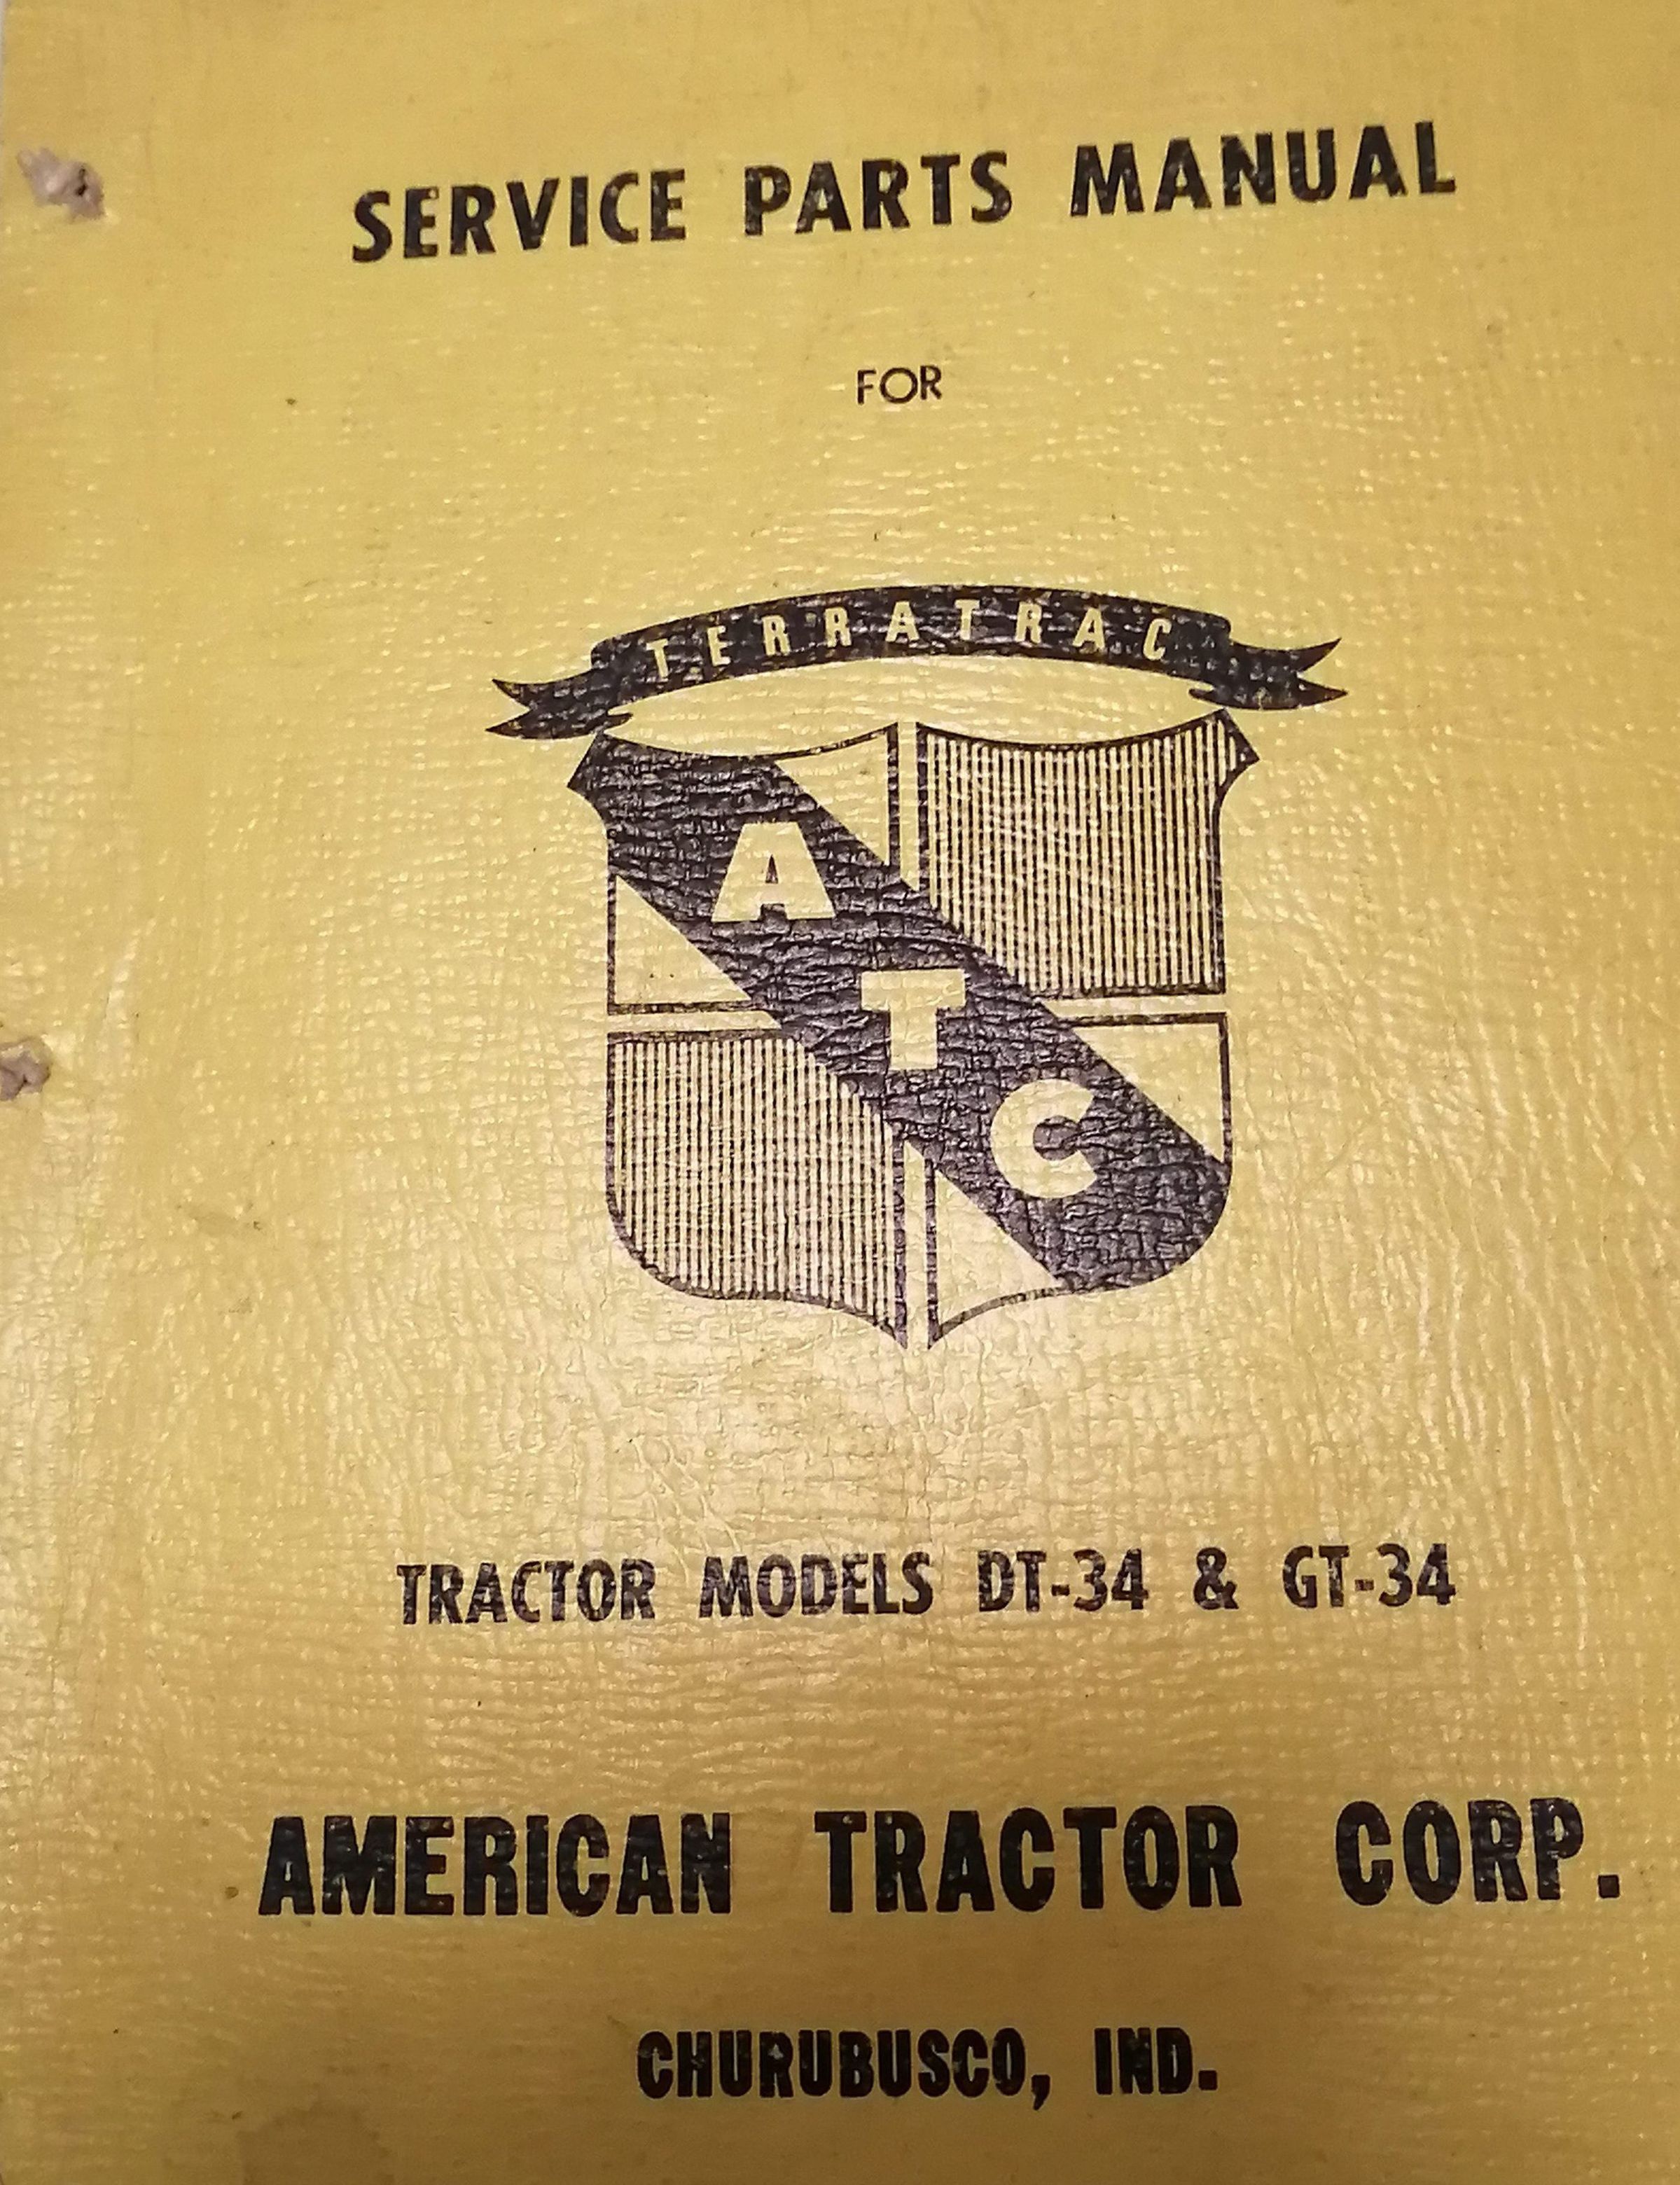 SERVICE PARTS MANUAL
FOR
TERRATRAC
A
T
C
TRACTOR MODELS DT-34 & GT-34
AMERICAN TRACTOR CORP.
CHURUBUSCO, IND.